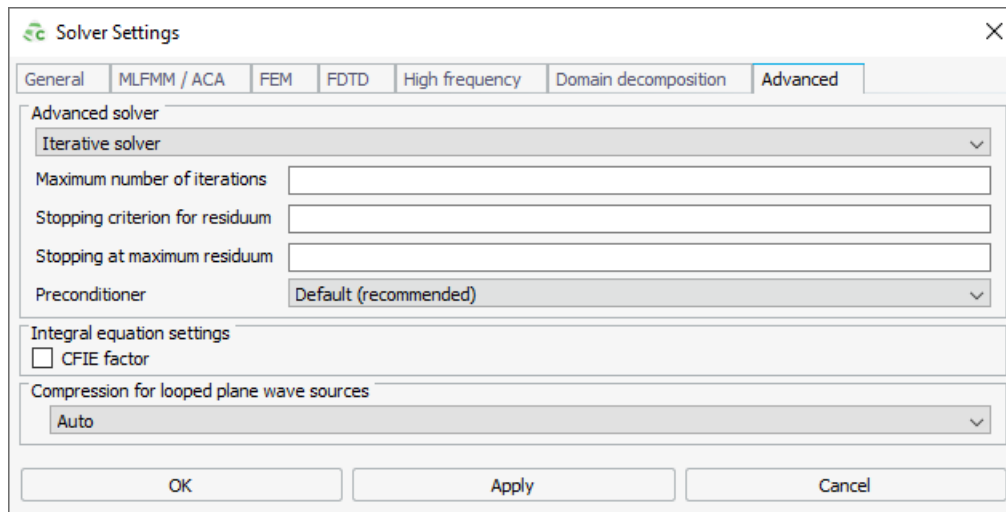 Solver Settings
General MLFMM / ACA FEM FDTD High frequency Domain decomposition Advanced
Advanced solver
Iterative solver
Maximum number of iterations
Stopping criterion for residuum
Stopping at maximum residuum
Preconditioner Default (recommended)
Integral equation settings
CFIE factor
Compression for looped plane wave sources
Auto
OK Apply Cancel